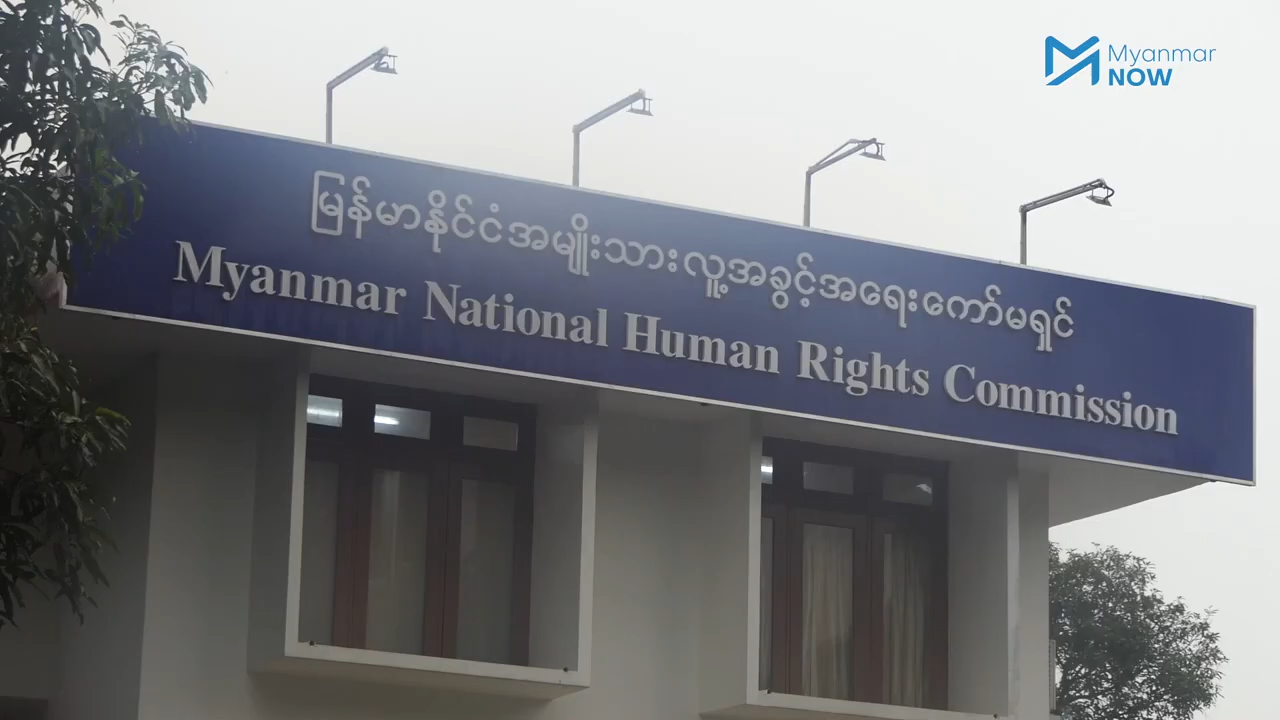 Myanmar
NOW
မြန်မာနိုင်ငံအမျိုးသားလူ့အခွင့်အရေးကော်မရှင်
Myanmar National Human Rights Commission